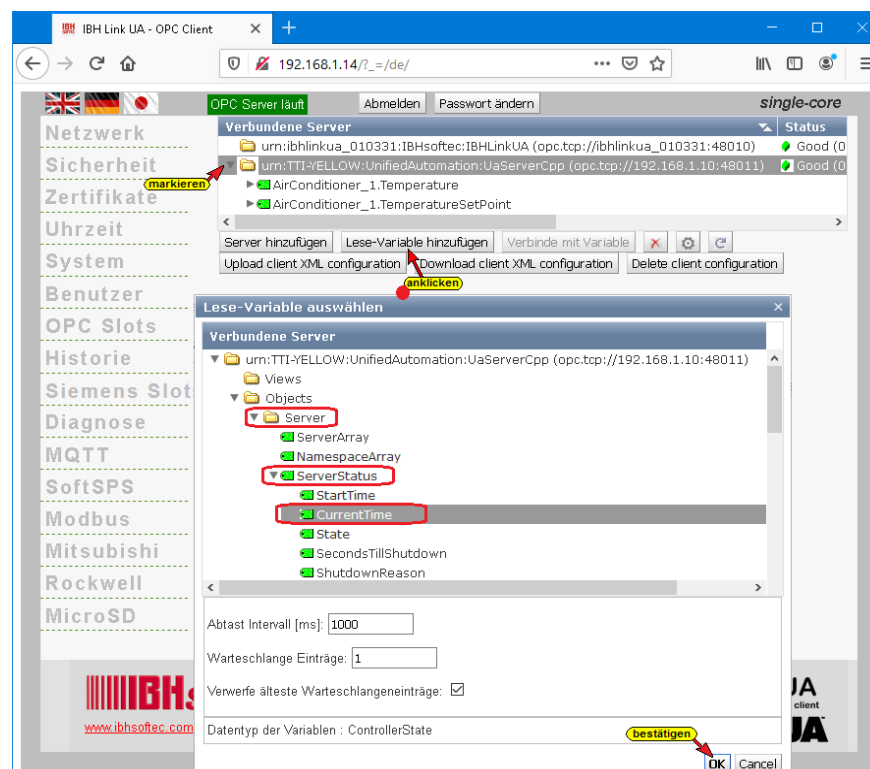 IBH Link UA - OPC Client
192.168.1.14/?_=/de/
OPC Server läuft Abmelden Passwort ändern single-core
Netzwerk
Sicherheit
Zertifikate
Uhrzeit
System
Benutzer
OPC Slots
Historie
Siemens Slot
Diagnose
MQTT
SoftSPS
Modbus
Mitsubishi
Rockwell
MicroSD
Verbundene Server Status
urn:ibhlinkua_010331:IBHsoftec:IBHLinkUA (opc.tcp://ibhlinkua_010331:48010) Good (0
urn:TTI-YELLOW:UnifiedAutomation:UaServerCpp (opc.tcp://192.168.1.10:48011) Good (0
markieren
AirConditioner_1.Temperature
AirConditioner_1.TemperatureSetPoint
Server hinzufügen Lese-Variable hinzufügen Verbinde mit Variable
Upload client XML configuration Download client XML configuration Delete client configuration
anklicken
Lese-Variable auswählen
Verbundene Server
urn:TTI-YELLOW:UnifiedAutomation:UaServerCpp (opc.tcp://192.168.1.10:48011)
Views
Objects
Server
ServerArray
NamespaceArray
ServerStatus
StartTime
CurrentTime
State
SecondsTillShutdown
ShutdownReason
Abtast Intervall [ms]: 1000
Warteschlange Einträge: 1
Verwerfe älteste Warteschlangeneinträge:
Datentyp der Variablen : ControllerState
bestätigen
OK Cancel
IBHs
www.ibhsoftec.com
UA
client
UA